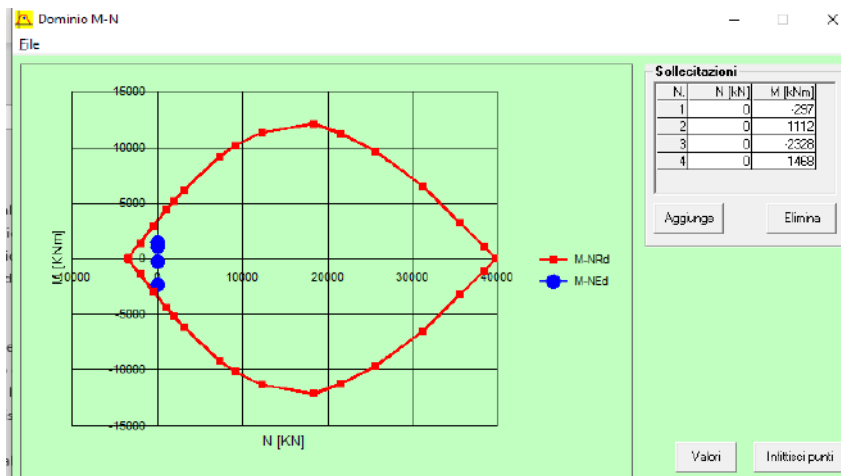 Dominio M-N
File
15000
10000
5000
0
-5000
-10000
-15000
M [KNm]
-10000
0
10000
20000
30000
40000
N [KN]
M-NRd
M-NEd
Sollecitazioni
N. N [kN] M [kNm]
1 0 -297
2 0 1112
3 0 -2328
4 0 1468
Aggiunge
Elimina
Valori
Infittisci punti